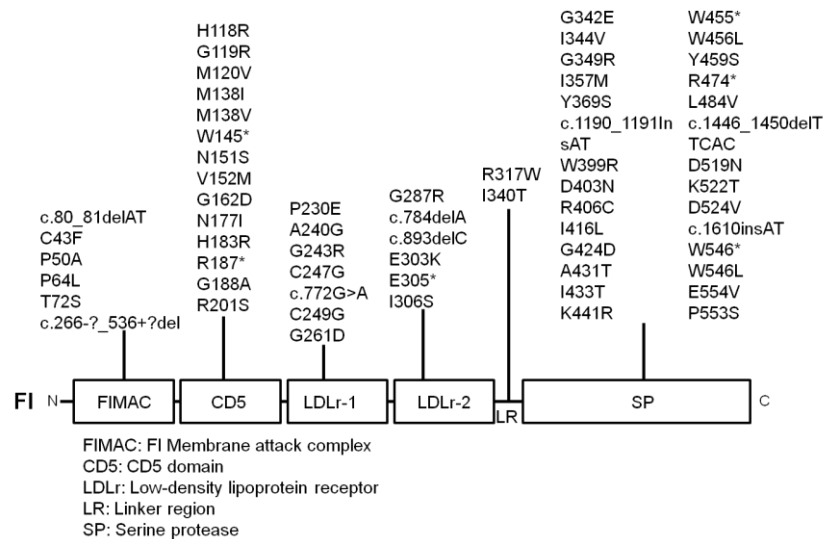 c.80_81delAT
C43F
P50A
P64L
T72S
c.266-?_536+?del
H118R
G119R
M120V
M138I
M138V
W145*
N151S
V152M
G162D
N177I
H183R
R187*
G188A
R201S
P230E
A240G
G243R
C247G
c.772G>A
C249G
G261D
G287R
c.784delA
c.893delC
E303K
E305*
I306S
R317W
I340T
G342E
I344V
G349R
I357M
Y369S
c.1190_1191In
sAT
W399R
D403N
R406C
I416L
G424D
A431T
I433T
K441R
W455*
W456L
Y459S
R474*
L484V
c.1446_1450delT
TCAC
D519N
K522T
D524V
c.1610insAT
W546*
W546L
E554V
P553S
FI N FIMAC CD5 LDLr-1 LDLr-2 LR SP C
FIMAC: FI Membrane attack complex
CD5: CD5 domain
LDLr: Low-density lipoprotein receptor
LR: Linker region
SP: Serine protease